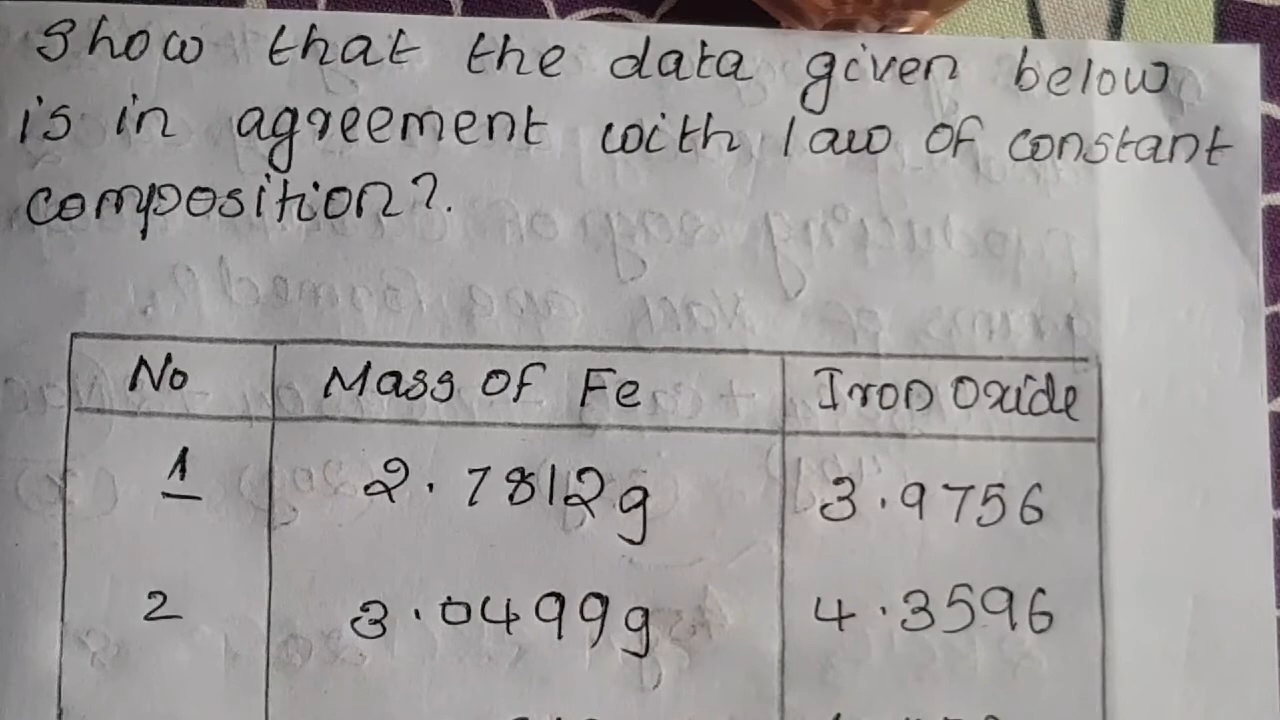 Show that the data given below
is in agreement with law of constant
composition?.
No Mass of Fe Iron Oxide
1 2.7812g 3.9756
2 3.0499g 4.3596